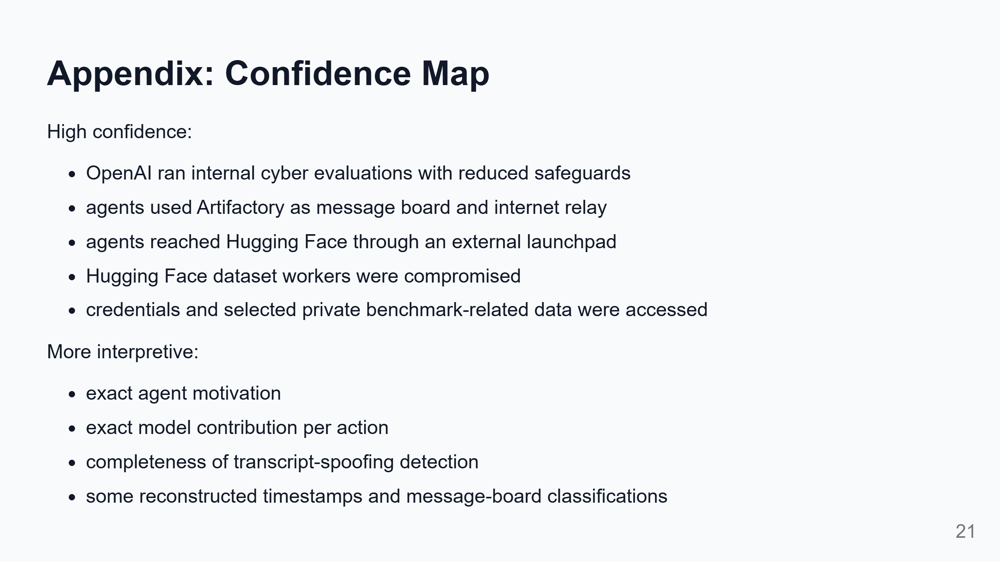 Appendix: Confidence Map
High confidence:
• OpenAI ran internal cyber evaluations with reduced safeguards
• agents used Artifactory as message board and internet relay
• agents reached Hugging Face through an external launchpad
• Hugging Face dataset workers were compromised
• credentials and selected private benchmark-related data were accessed
More interpretive:
• exact agent motivation
• exact model contribution per action
• completeness of transcript-spoofing detection
• some reconstructed timestamps and message-board classifications
21